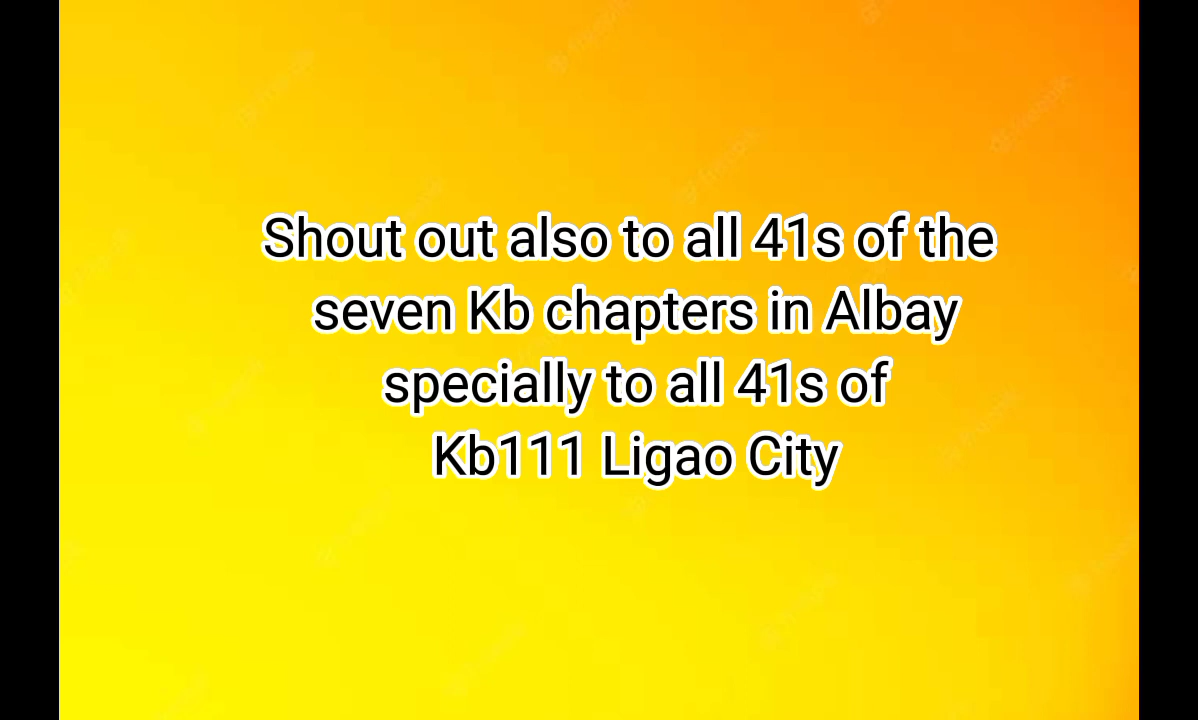 Shout out also to all 41s of the
seven Kb chapters in Albay
specially to all 41s of
Kb111 Ligao City